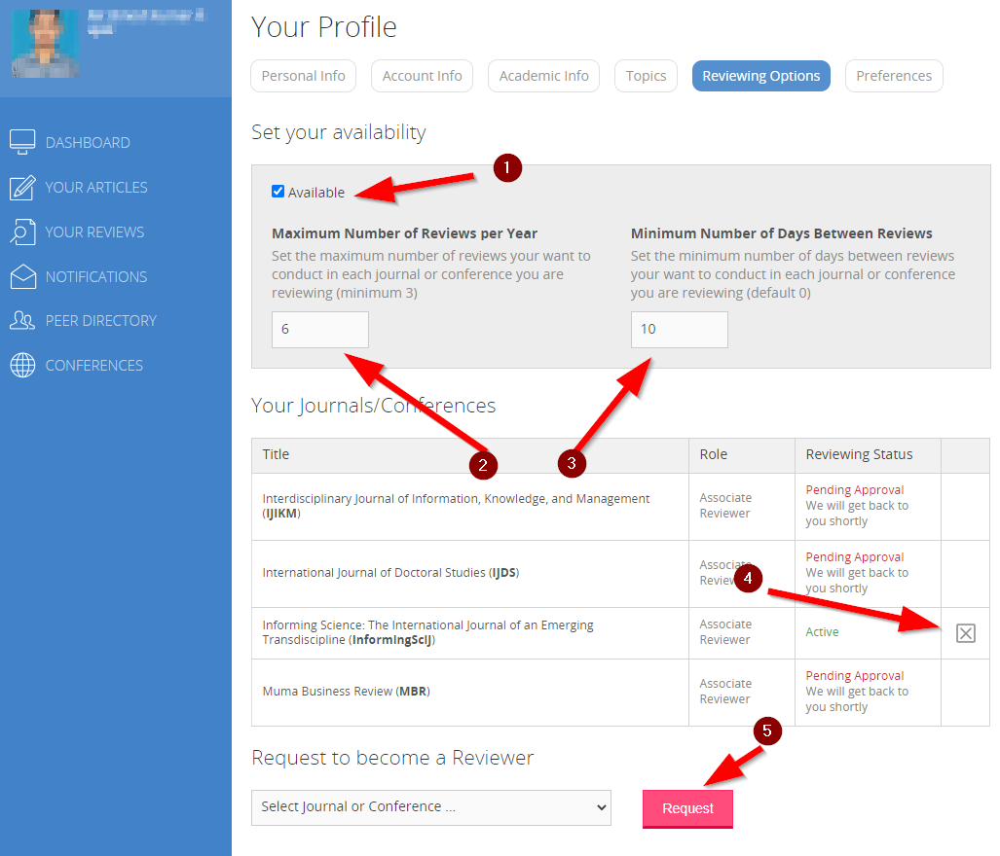 Your Profile
Personal Info
Account Info
Academic Info
Topics
Reviewing Options
Preferences
DASHBOARD
YOUR ARTICLES
YOUR REVIEWS
NOTIFICATIONS
PEER DIRECTORY
CONFERENCES
Set your availability
1
Available
Maximum Number of Reviews per Year
Set the maximum number of reviews your want to
conduct in each journal or conference you are
reviewing (minimum 3)
6
Minimum Number of Days Between Reviews
Set the minimum number of days between reviews
your want to conduct in each journal or conference
you are reviewing (default 0)
10
2
3
Your Journals/Conferences
Title
Role
Reviewing Status
Interdisciplinary Journal of Information, Knowledge, and Management
(IJIKM)
Associate
Reviewer
Pending Approval
We will get back to
you shortly
International Journal of Doctoral Studies (IJDS)
Associate
Reviewer
Pending Approval
We will get back to
you shortly
4
Informing Science: The International Journal of an Emerging
Transdiscipline (InformingSciJ)
Associate
Reviewer
Active
Muma Business Review (MBR)
Associate
Reviewer
Pending Approval
We will get back to
you shortly
5
Request to become a Reviewer
Select Journal or Conference ...
Request